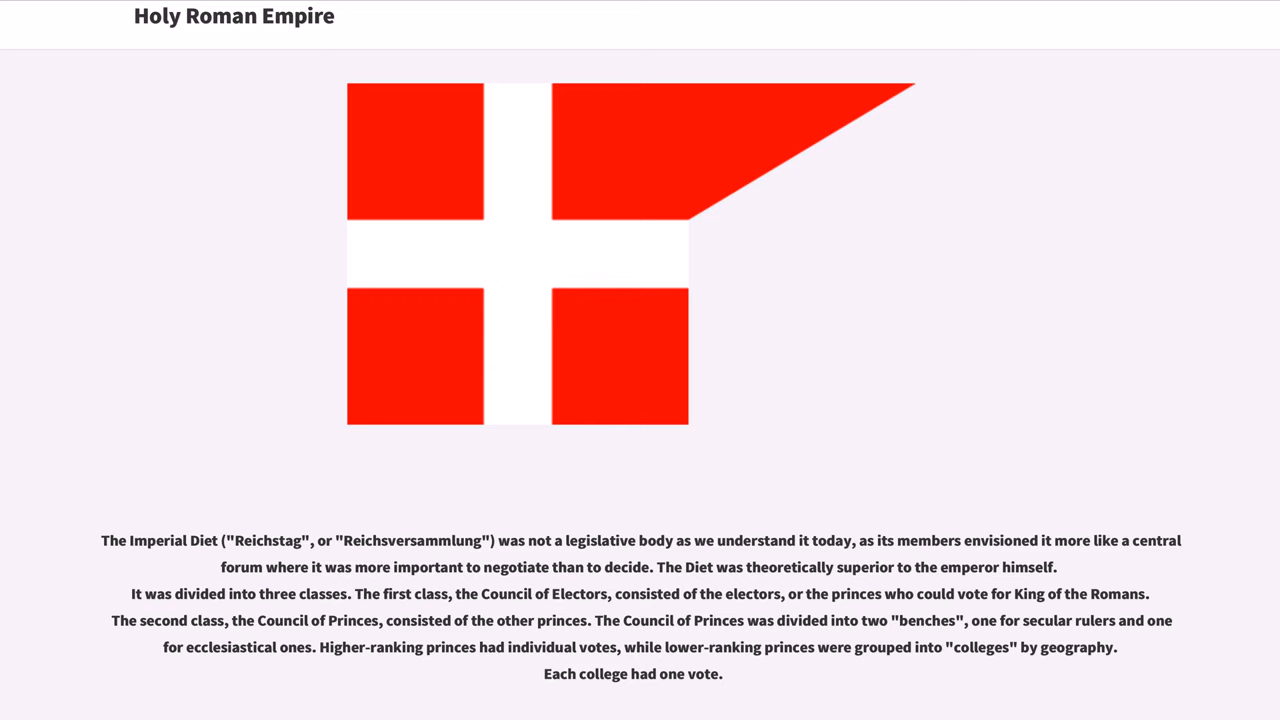 Holy Roman Empire
The Imperial Diet ("Reichstag", or "Reichsversammlung") was not a legislative body as we understand it today, as its members envisioned it more like a central
forum where it was more important to negotiate than to decide. The Diet was theoretically superior to the emperor himself.
It was divided into three classes. The first class, the Council of Electors, consisted of the electors, or the princes who could vote for King of the Romans.
The second class, the Council of Princes, consisted of the other princes. The Council of Princes was divided into two "benches", one for secular rulers and one
for ecclesiastical ones. Higher-ranking princes had individual votes, while lower-ranking princes were grouped into "colleges" by geography.
Each college had one vote.